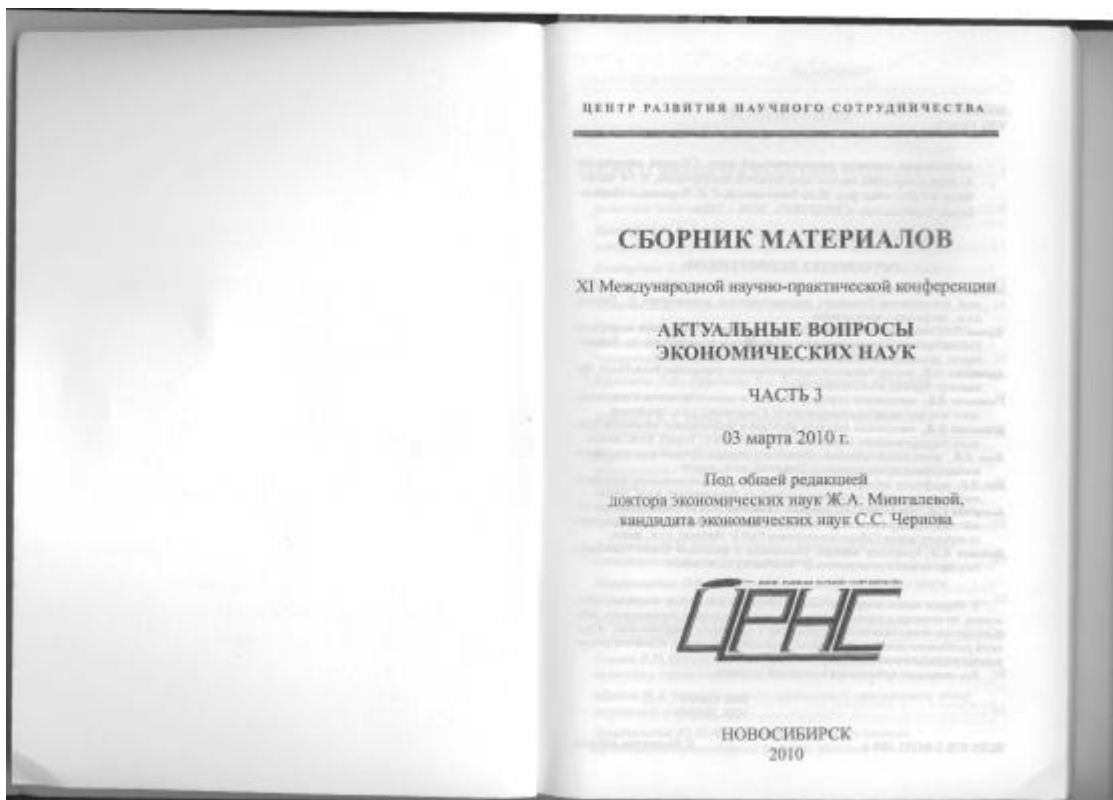 ЦЕНТР РАЗВИТИЯ НАУЧНОГО СОТРУДНИЧЕСТВА
СБОРНИК МАТЕРИАЛОВ
XI Международной научно-практической конференции
АКТУАЛЬНЫЕ ВОПРОСЫ
ЭКОНОМИЧЕСКИХ НАУК
ЧАСТЬ 3
03 марта 2010 г.
Под общей редакцией
доктора экономических наук Ж.А. Мингалевой,
кандидата экономических наук С.С. Чернова
ЦРНС
НОВОСИБИРСК
2010